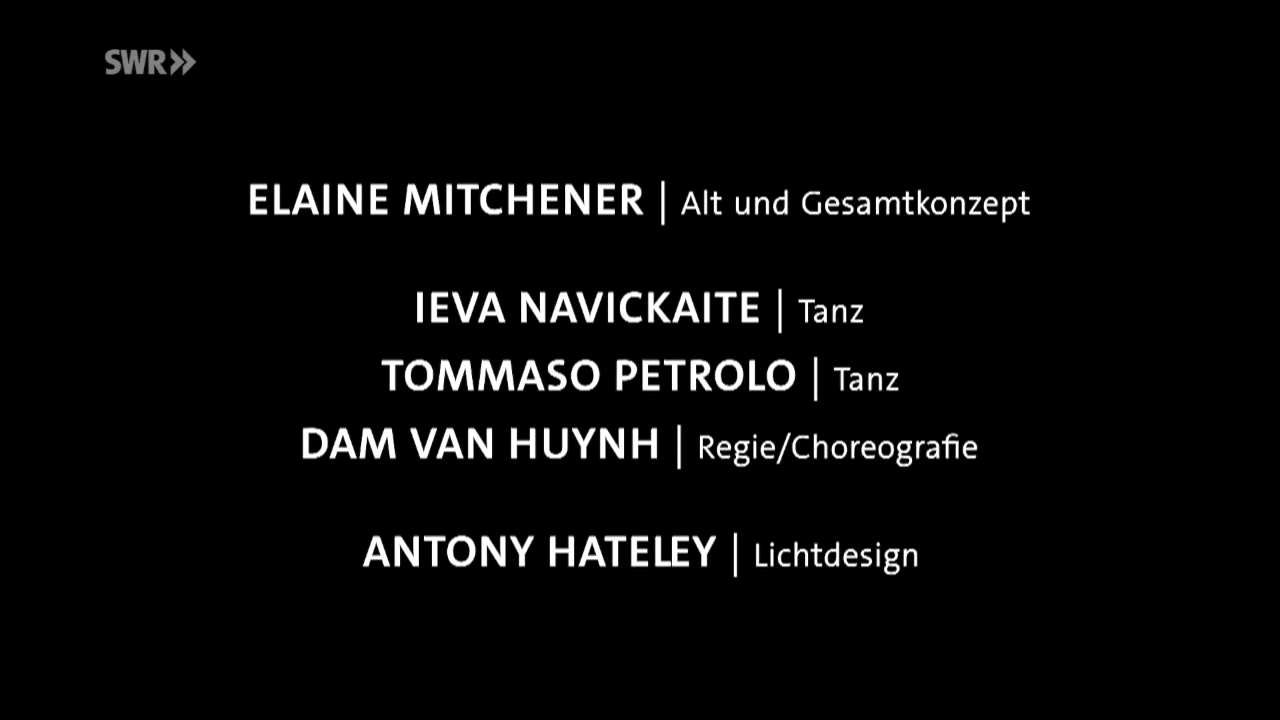 SWR»
ELAINE MITCHENER | Alt und Gesamtkonzept
IEVA NAVICKAITE | Tanz
TOMMASO PETROLO | Tanz
DAM VAN HUYNH | Regie/Choreografie
ANTONY HATELEY | Lichtdesign